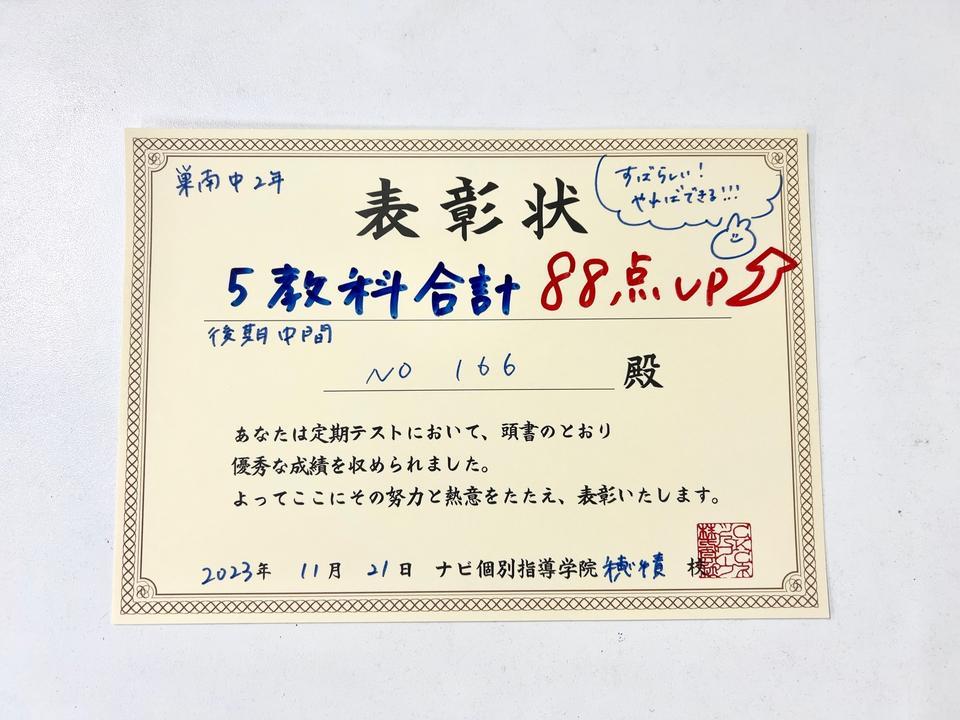 巣南中2年
表彰状
すばらしい!
やればできる!!!
5教科合計 88点UP
後期中間
NO 166 殿
あなたは定期テストにおいて、頭書のとおり
優秀な成績を収められました。
よってここにその努力と熱意をたたえ、表彰いたします。
2023年 11月 21日 ナビ個別指導学院 穂積 校